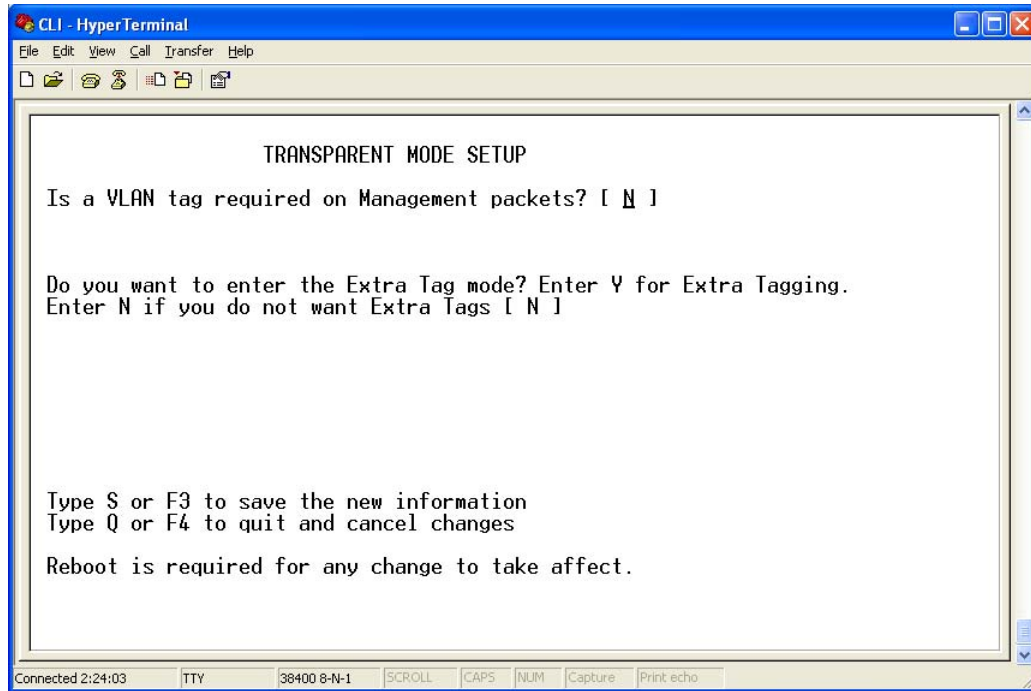 CLI - HyperTerminal
File Edit View Call Transfer Help
TRANSPARENT MODE SETUP
Is a VLAN tag required on Management packets? [ N ]
Do you want to enter the Extra Tag mode? Enter Y for Extra Tagging.
Enter N if you do not want Extra Tags [ N ]
Type S or F3 to save the new information
Type Q or F4 to quit and cancel changes
Reboot is required for any change to take affect.
Connected 2:24:03 TTY 38400 8-N-1 SCROLL CAPS NUM Capture Print echo